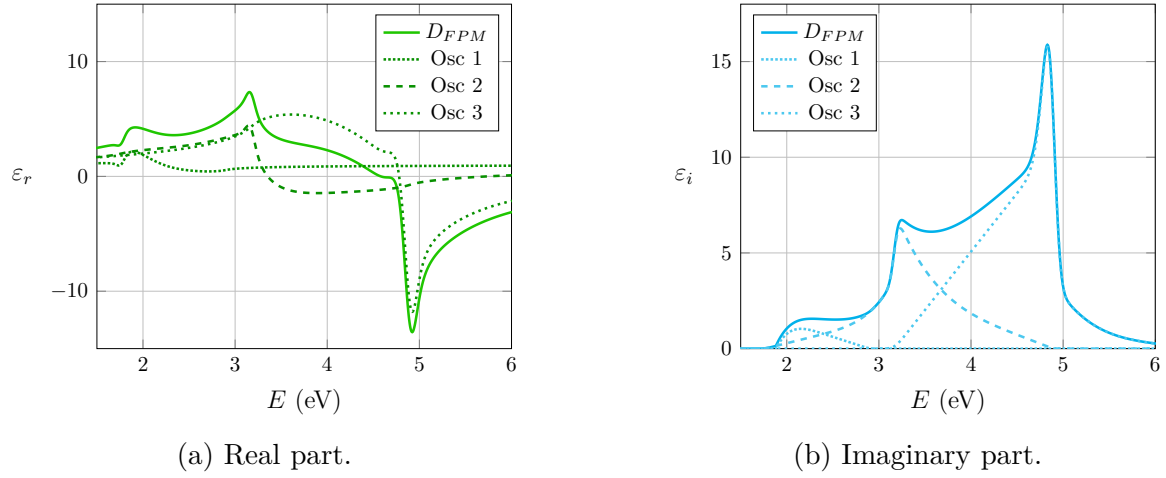 10
0
−10
2
3
4
5
6
ε_r
E (eV)
D_FPM
Osc 1
Osc 2
Osc 3
(a) Real part.
15
10
5
0
2
3
4
5
6
ε_i
E (eV)
D_FPM
Osc 1
Osc 2
Osc 3
(b) Imaginary part.